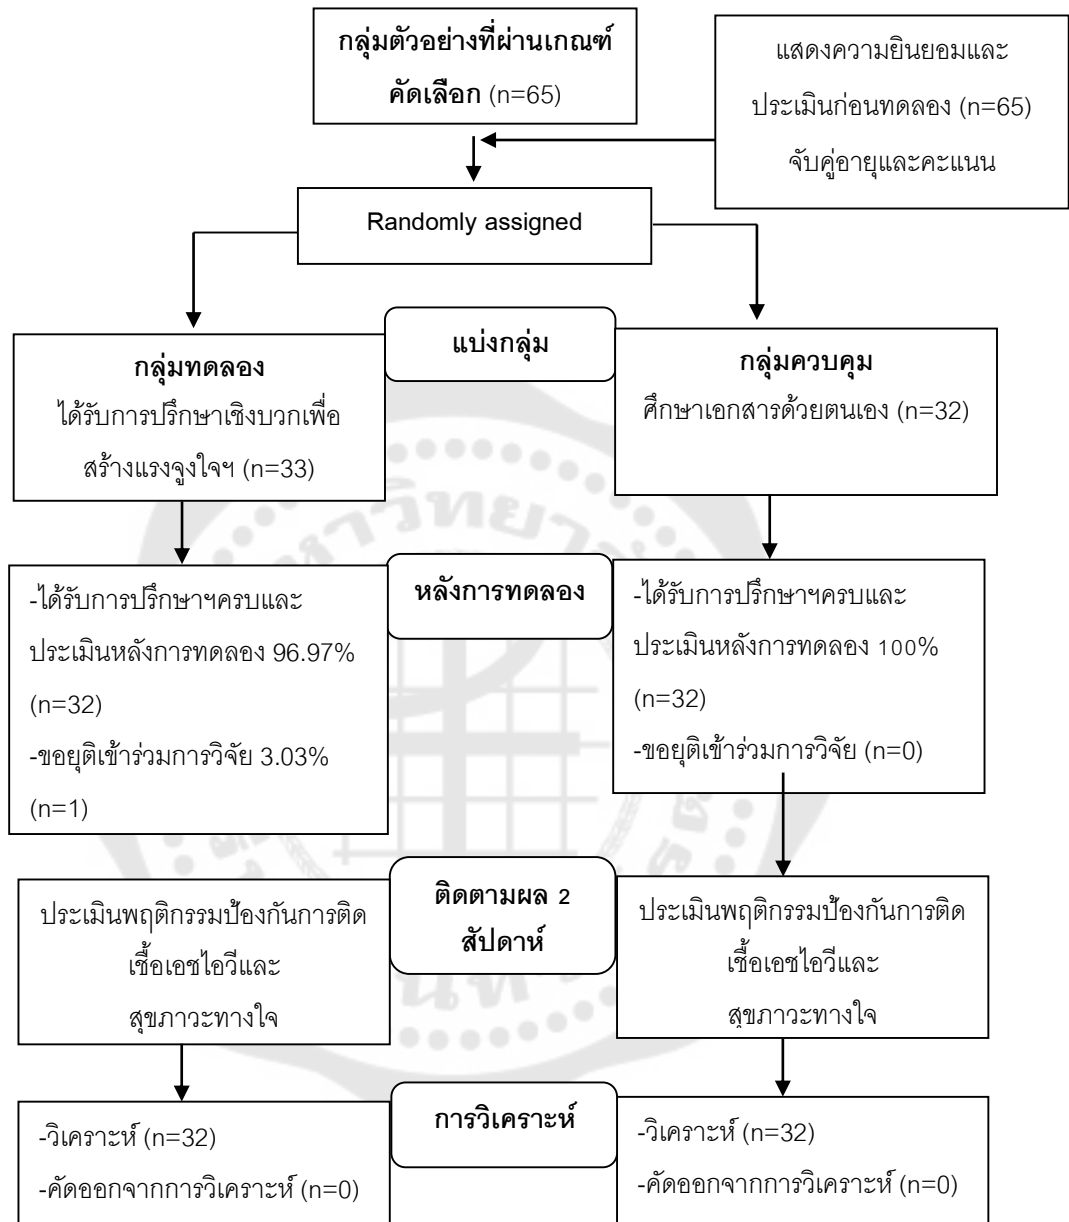 กลุ่มตัวอย่างที่ผ่านเกณฑ์
คัดเลือก (n=65)
แสดงความยินยอมและ
ประเมินก่อนทดลอง (n=65)
จับคู่อายุและคะแนน
Randomly assigned
แบ่งกลุ่ม
กลุ่มทดลอง
ได้รับการปรึกษาเชิงบวกเพื่อ
สร้างแรงจูงใจฯ (n=33)
กลุ่มควบคุม
ศึกษาเอกสารด้วยตนเอง (n=32)
หลังการทดลอง
-ได้รับการปรึกษาฯครบและ
ประเมินหลังการทดลอง 96.97%
(n=32)
-ขอยุติเข้าร่วมการวิจัย 3.03%
(n=1)
-ได้รับการปรึกษาฯครบและ
ประเมินหลังการทดลอง 100%
(n=32)
-ขอยุติเข้าร่วมการวิจัย (n=0)
ติดตามผล 2
สัปดาห์
ประเมินพฤติกรรมป้องกันการติด
เชื้อเอชไอวีและ
สุขภาวะทางใจ
ประเมินพฤติกรรมป้องกันการติด
เชื้อเอชไอวีและ
สุขภาวะทางใจ
การวิเคราะห์
-วิเคราะห์ (n=32)
-คัดออกจากการวิเคราะห์ (n=0)
-วิเคราะห์ (n=32)
-คัดออกจากการวิเคราะห์ (n=0)